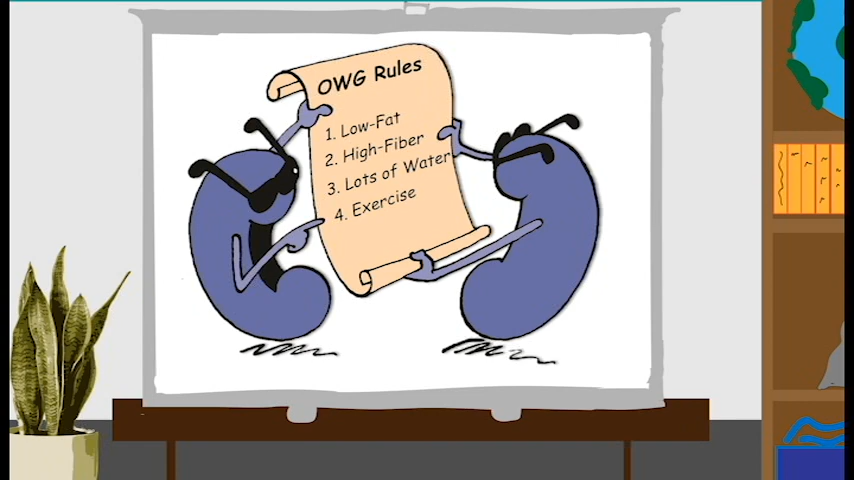 OWG Rules
1. Low-Fat
2. High-Fiber
3. Lots of Water
4. Exercise